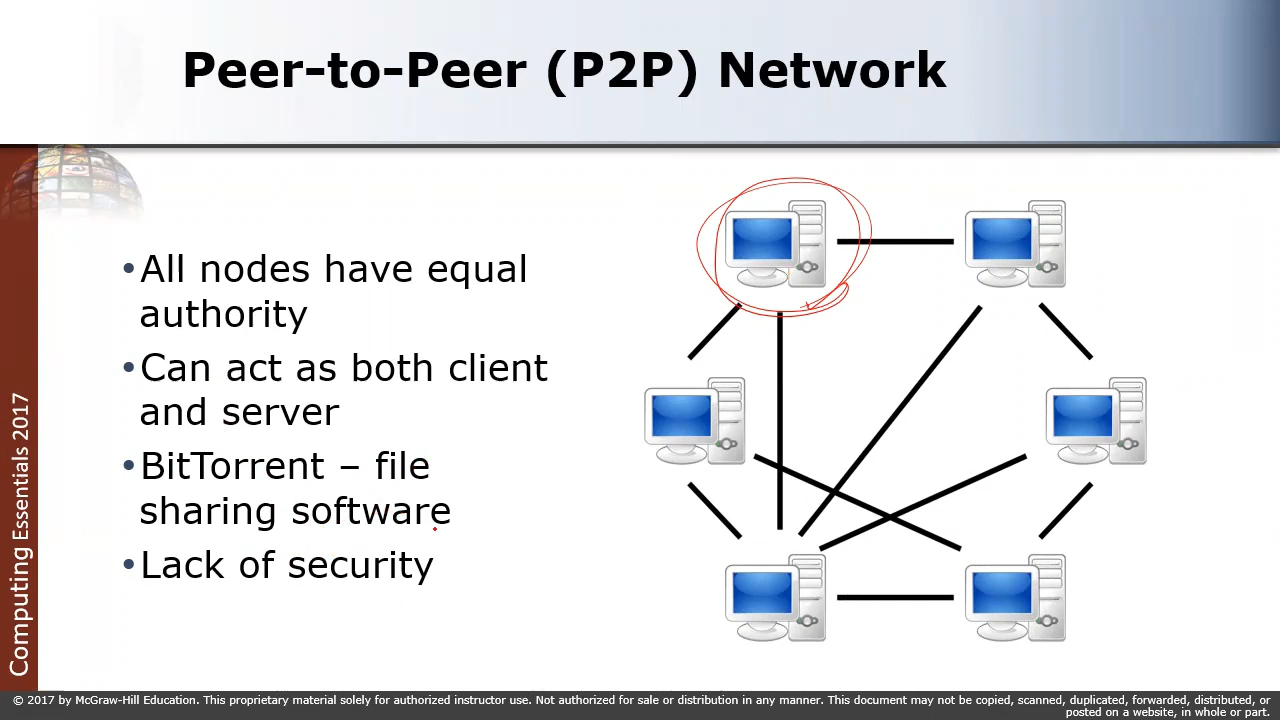 Peer-to-Peer (P2P) Network
•All nodes have equal
authority
•Can act as both client
and server
•BitTorrent – file
sharing software
•Lack of security
Computing Essentials 2017
© 2017 by McGraw-Hill Education. This proprietary material solely for authorized instructor use. Not authorized for sale or distribution in any manner. This document may not be copied, scanned, duplicated, forwarded, distributed, or
posted on a website, in whole or part.